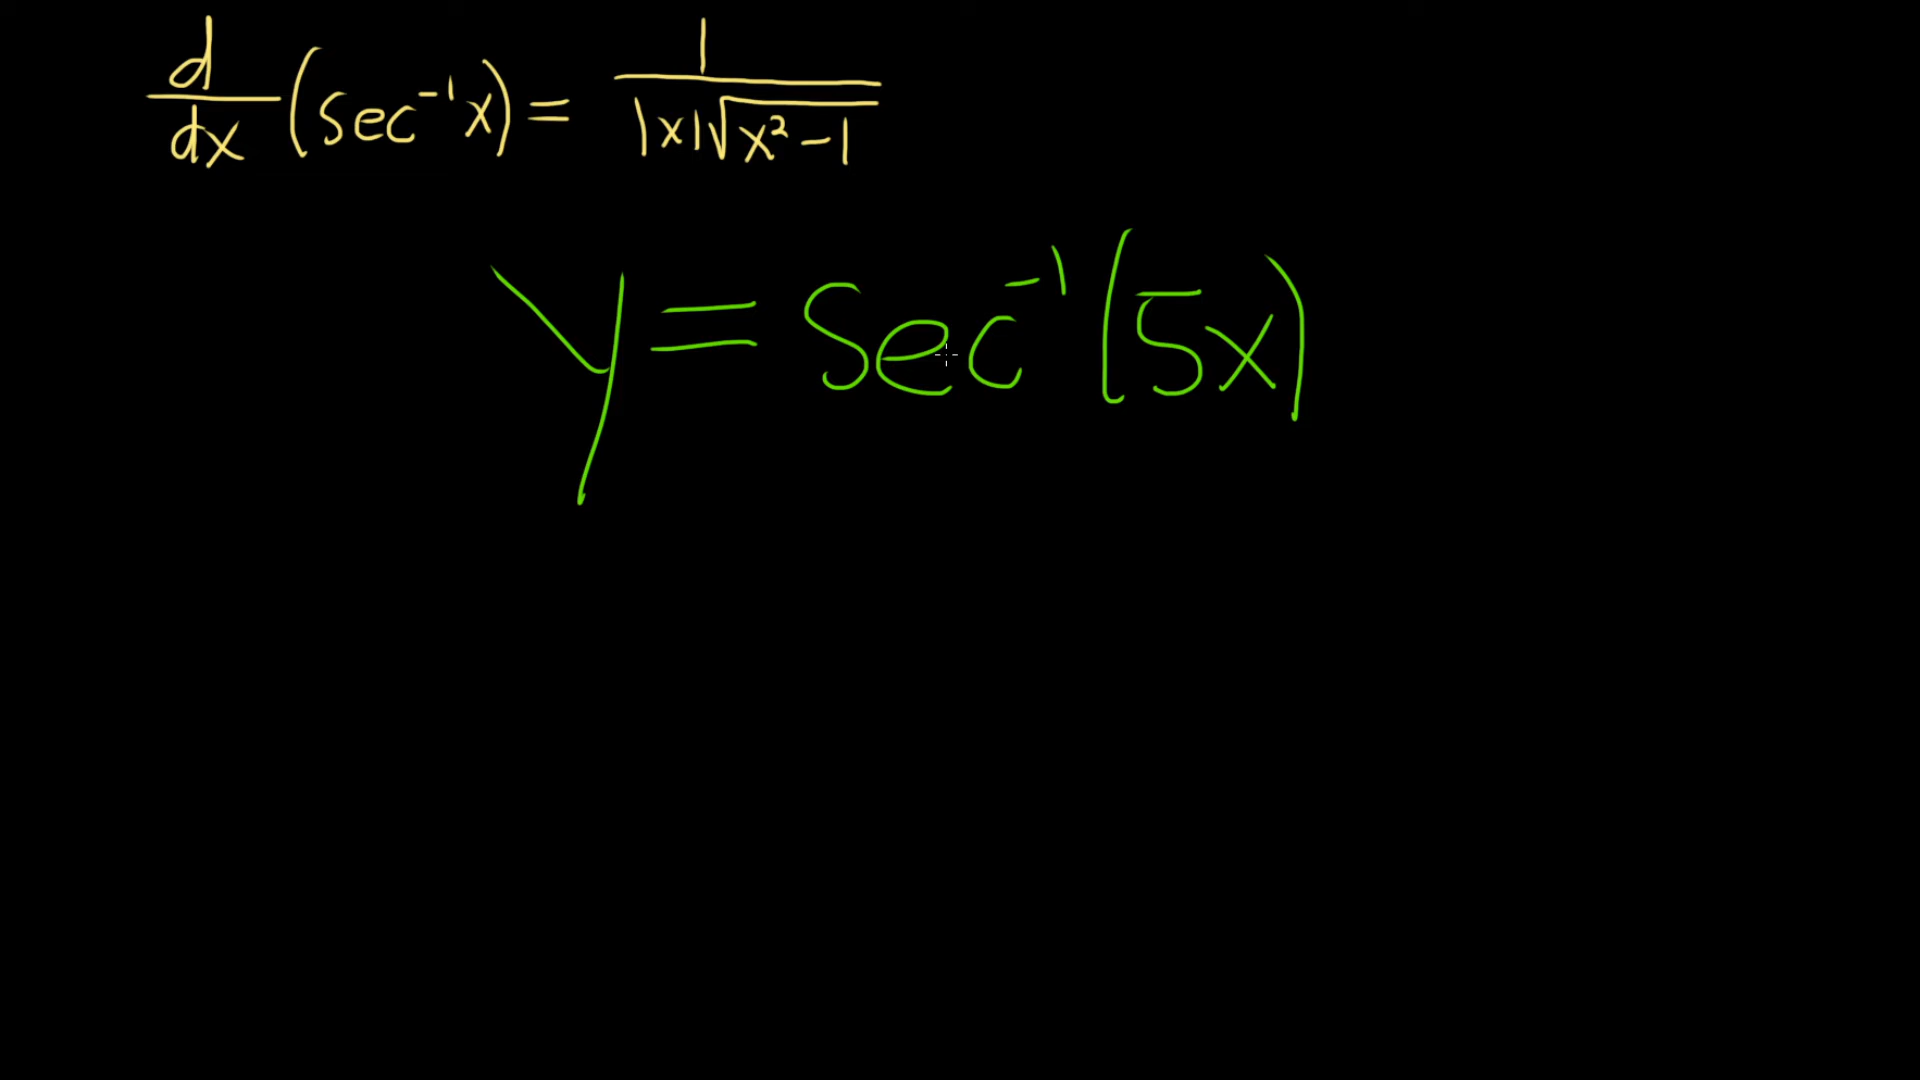 d/dx (sec⁻¹x) = 1/(|x|√(x²-1))
y = sec⁻¹(5x)